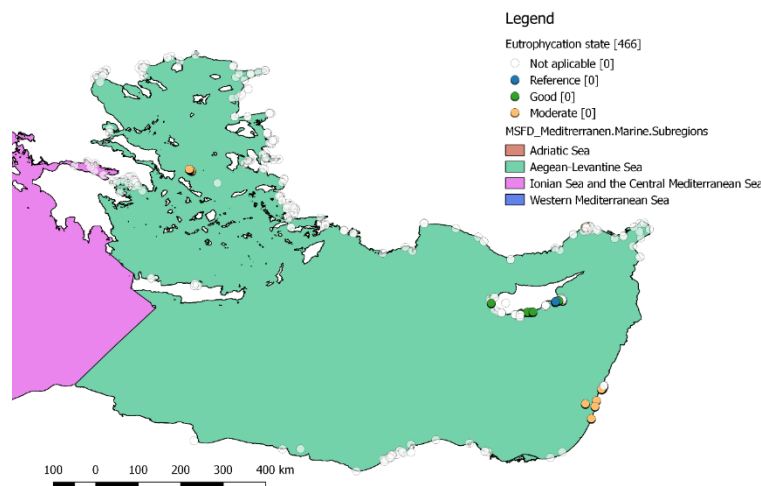 Legend
Eutrophycation state [466]
Not aplicable [0]
Reference [0]
Good [0]
Moderate [0]
MSFD_Meditrerranen.Marine.Subregions
Adriatic Sea
Aegean-Levantine Sea
Ionian Sea and the Central Mediterranean Sea
Western Mediterranean Sea
100 0 100 200 300 400 km